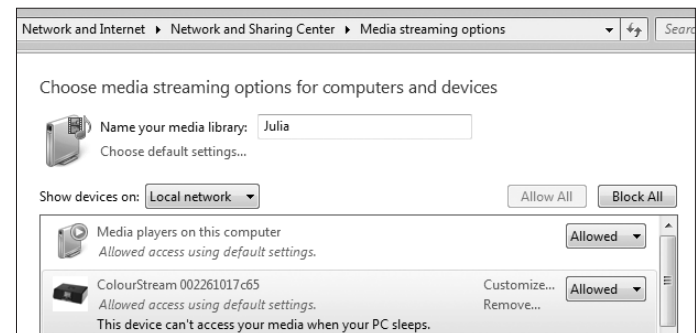 Network and Internet ▸ Network and Sharing Center ▸ Media streaming options
Choose media streaming options for computers and devices
Name your media library: Julia
Choose default settings...
Show devices on: Local network Allow All Block All
Media players on this computer Allowed
Allowed access using default settings.
ColourStream 002261017c65 Customize... Allowed
Allowed access using default settings. Remove...
This device can't access your media when your PC sleeps.